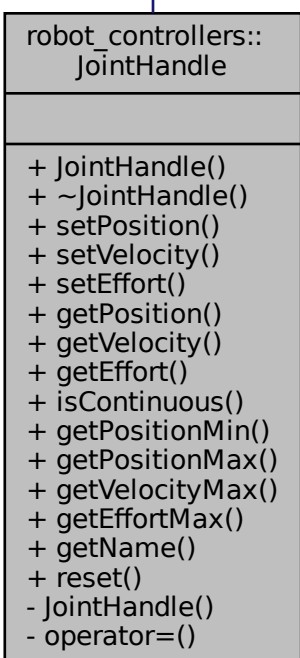 robot_controllers::
JointHandle
+ JointHandle()
+ ~JointHandle()
+ setPosition()
+ setVelocity()
+ setEffort()
+ getPosition()
+ getVelocity()
+ getEffort()
+ isContinuous()
+ getPositionMin()
+ getPositionMax()
+ getVelocityMax()
+ getEffortMax()
+ getName()
+ reset()
- JointHandle()
- operator=()